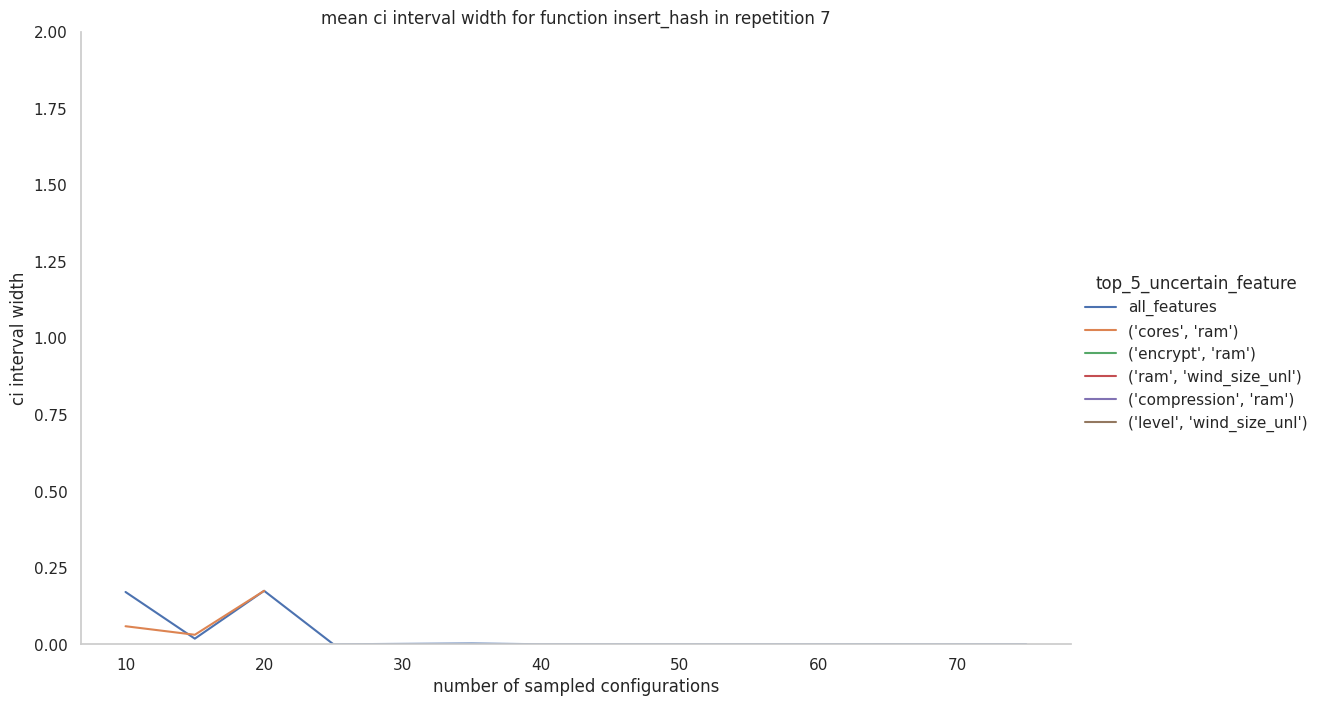 mean ci interval width for function insert_hash in repetition 7
2.00
1.75
1.50
1.25
1.00
0.75
0.50
0.25
0.00
ci interval width
10 20 30 40 50 60 70
number of sampled configurations
top_5_uncertain_feature
all_features
('cores', 'ram')
('encrypt', 'ram')
('ram', 'wind_size_unl')
('compression', 'ram')
('level', 'wind_size_unl')